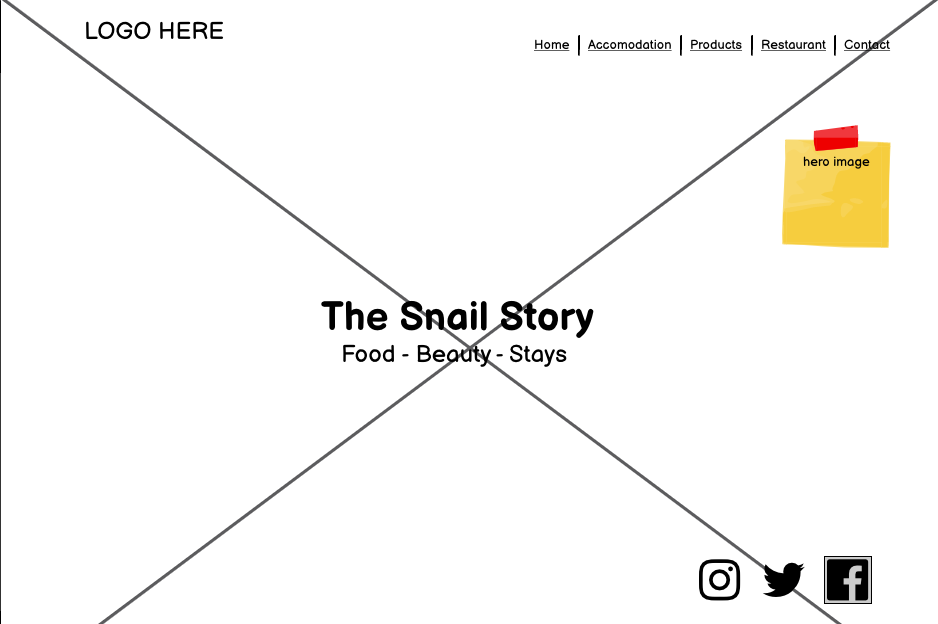 LOGO HERE
Home Accomodation Products Restaurant Contact
hero image
The Snail Story
Food - Beauty - Stays